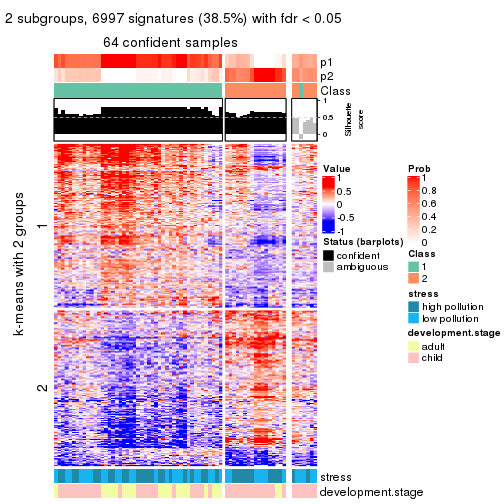 2 subgroups, 6997 signatures (38.5%) with fdr < 0.05
64 confident samples
p1
p2
Class
1
0.5
0
Silhouette
score
k-means with 2 groups
1
2
Value
1
0.5
0
-0.5
-1
Status (barplots)
confident
ambiguous
Prob
1
0.8
0.6
0.4
0.2
0
Class
1
2
stress
high pollution
low pollution
development.stage
adult
child
stress
development.stage